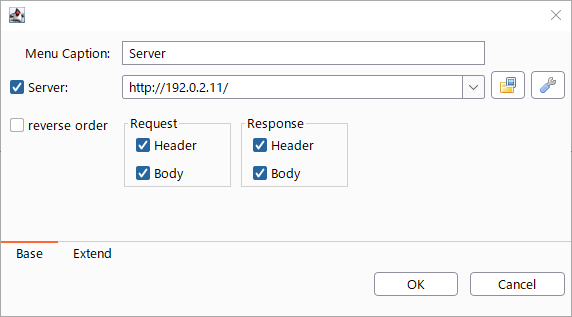 Menu Caption: Server
Server: http://192.0.2.11/
reverse order
Request
Header
Body
Response
Header
Body
Base Extend
OK Cancel